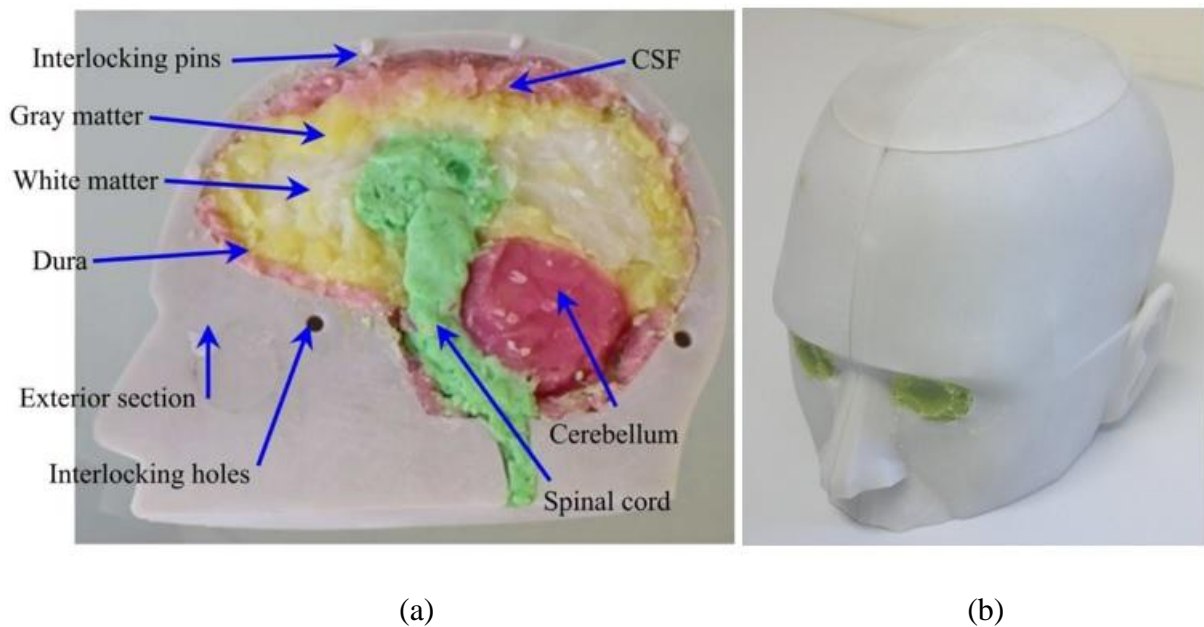 Interlocking pins
CSF
Gray matter
White matter
Dura
Exterior section
Interlocking holes
Cerebellum
Spinal cord
(a)
(b)